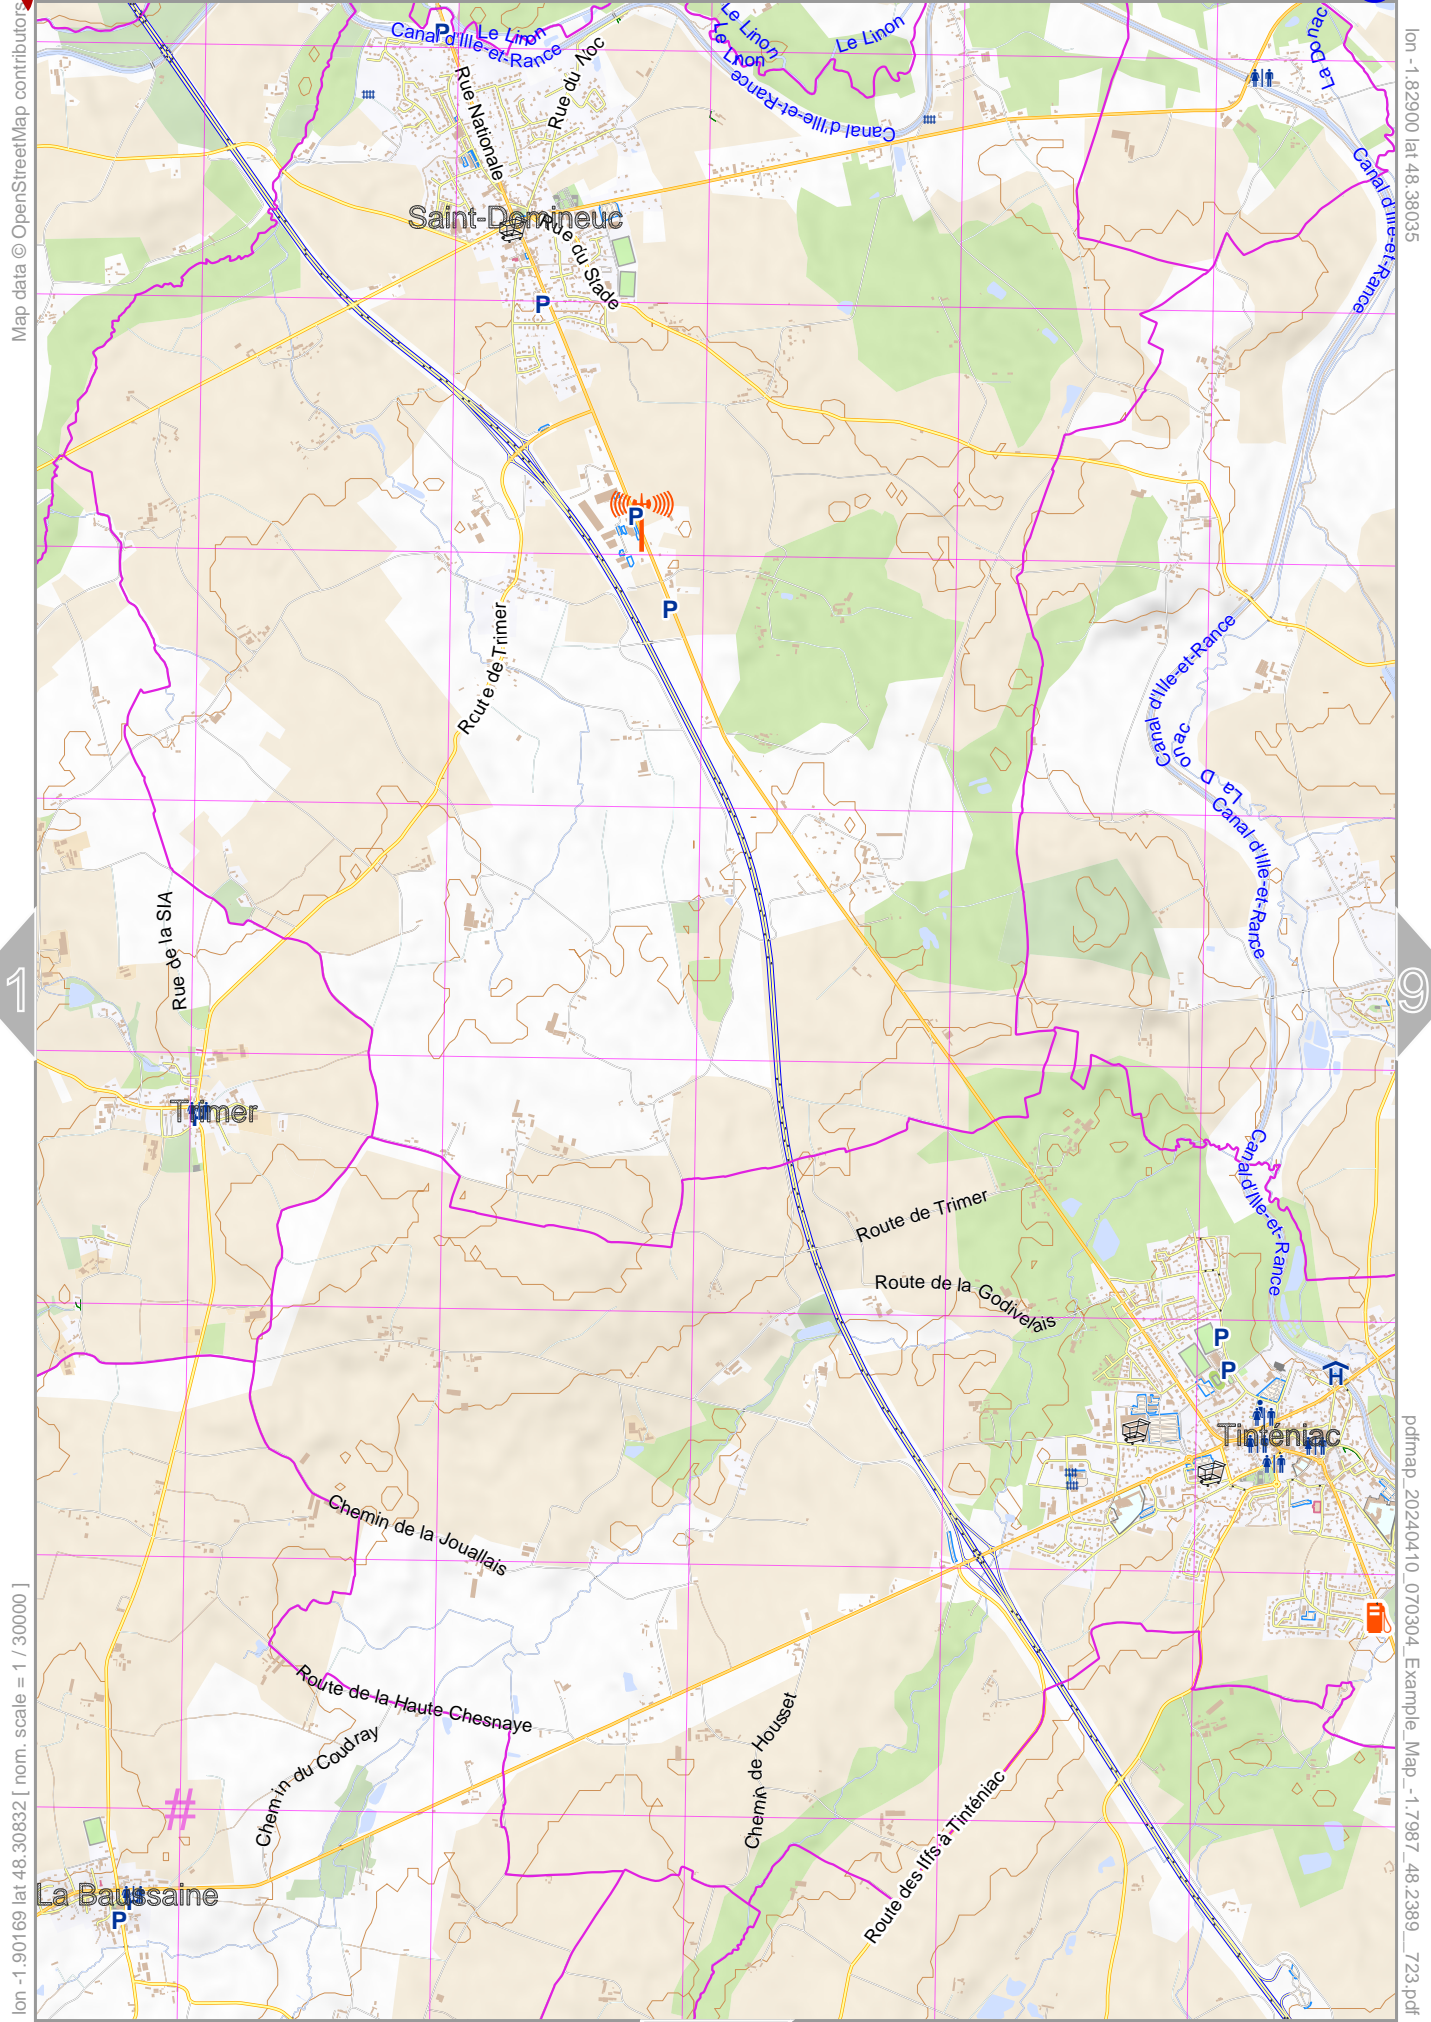 Map data © OpenStreetMap contributors
lon -1.82900 lat 48.38035
P
Canal d'Ille-et-Rance
Le Linon
Rue du Noc
Le Linon
Le Linon
Le Linon
Canal d'Ille-et-Rance
La Donac
Rue Nationale
Canal d'Ille-et-Rance
Saint-Domineuc
Rue du Slade
P
P
P
Route de Trimer
Canal d'Ille-et-Rance
La Donac
Canal d'Ille-et-Rance
Rue de la SIA
1
9
Trimer
Canal d'Ille-et-Rance
Route de Trimer
Route de la Godivelais
P
P
H
Tinténiac
Chemin de la Jouallais
Route de la Haute Chesnaye
Chemin du Coudray
Chemin de Housset
#
Route des Iffs à Tinténiac
La Baussaine
P
lon -1.90169 lat 48.30832 [ nom. scale = 1 / 30000 ]
pdfmap_20240410_070304_Example_Map_-1.7987_48.2389__723.pdf